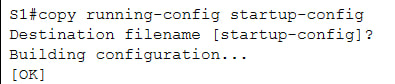 S1#copy running-config startup-config
Destination filename [startup-config]?
Building configuration...
[OK]